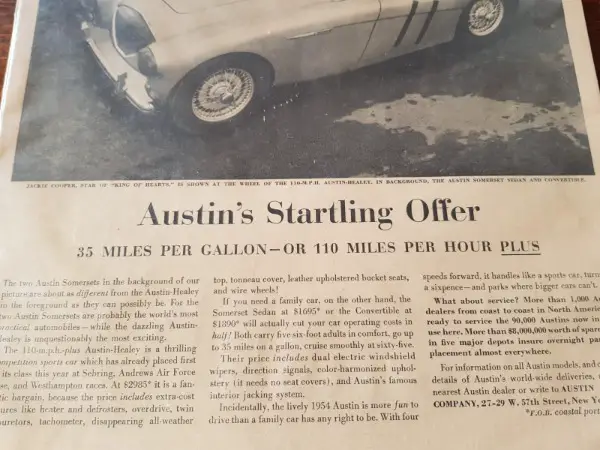 JACKIE COOPER, STAR OF "KING OF HEARTS," IS SHOWN AT THE WHEEL OF THE 110-M.P.H. AUSTIN-HEALEY, IN BACKGROUND, THE AUSTIN SOMERSET SEDAN AND CONVERTIBLE.
Austin's Startling Offer
35 MILES PER GALLON—OR 110 MILES PER HOUR PLUS
The two Austin Somersets in the background of our
picture are about as different from the Austin-Healey
in the foreground as they can possibly be. For the
two Austin Somersets are probably the world's most
practical automobiles—while the dazzling Austin-
Healey is unquestionably the most exciting.
The 110-m.p.h.-plus Austin-Healey is a thrilling
competition sports car which has already placed first
its class this year at Sebring, Andrews Air Force
and Westhampton races. At $2985* it is a fan-
tic bargain, because the price includes extra-cost
ures like heater and defroster, overdrive, twin
buretors, tachometer, disappearing all-weather
top, tonneau cover, leather upholstered bucket seats,
and wire wheels!
If you need a family car, on the other hand, the
Somerset Sedan at $1695* or the Convertible at
$1890* will actually cut your car operating costs in
half! Both carry five six-foot adults in comfort, go up
to 35 miles on a gallon, cruise smoothly at sixty-five.
Their price includes dual electric windshield
wipers, direction signals, color-harmonized uphol-
stery (it needs no seat covers), and Austin's famous
interior jacking system.
Incidentally, the lively 1954 Austin is more fun to
drive than a family car has any right to be. With four
speeds forward, it handles like a sports car, turns
a sixpence—and parks where bigger cars can't.
What about service? More than 1,000 Au
dealers from coast to coast in North Americ
ready to service the 90,000 Austins now in
use here. More than $8,000,000 worth of spare
in five major depots insure overnight par
placement almost everywhere.
For information on all Austin models, and
details of Austin's world-wide deliveries,
nearest Austin dealer or write to AUSTIN
COMPANY, 27-29 W. 57th Street, New Yo
*F.O.B. coastal port